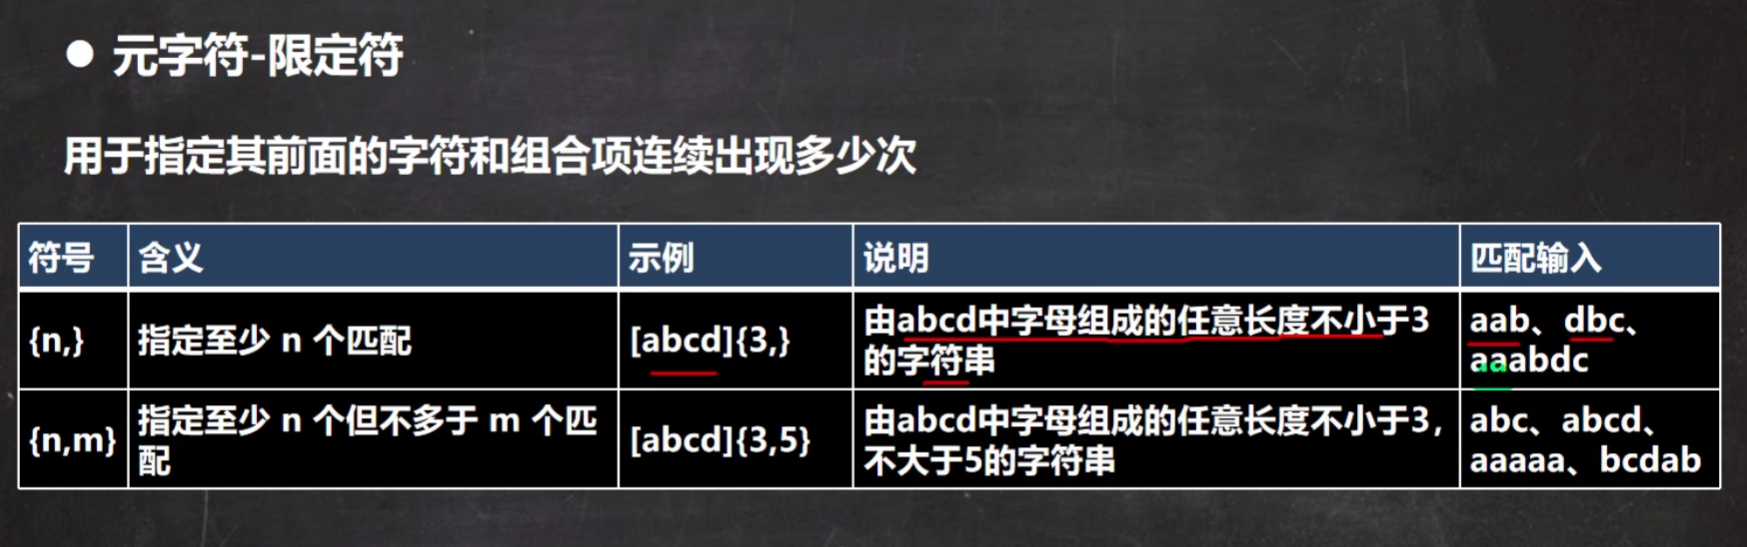 ● 元字符-限定符
用于指定其前面的字符和组合项连续出现多少次
符号 含义 示例 说明 匹配输入
{n,} 指定至少 n 个匹配 [abcd]{3,} 由abcd中字母组成的任意长度不小于3 aab、dbc、
的字符串 aaabdc
{n,m} 指定至少 n 个但不多于 m 个匹 [abcd]{3,5} 由abcd中字母组成的任意长度不小于3, abc、abcd、
配 不大于5的字符串 aaaaa、bcdab